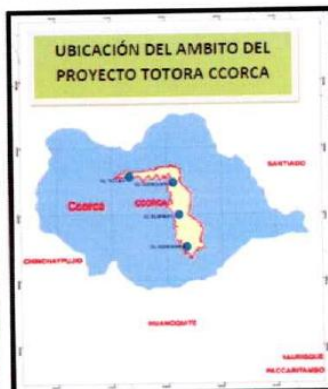 UBICACIÓN DEL AMBITO DEL
PROYECTO TOTORA CCORCA
SANTIAGO
Ccorca
CCORCA
CHINCHAYPUJIO
HUANOQUITE
YAURISQUE
PACCARITAMBO